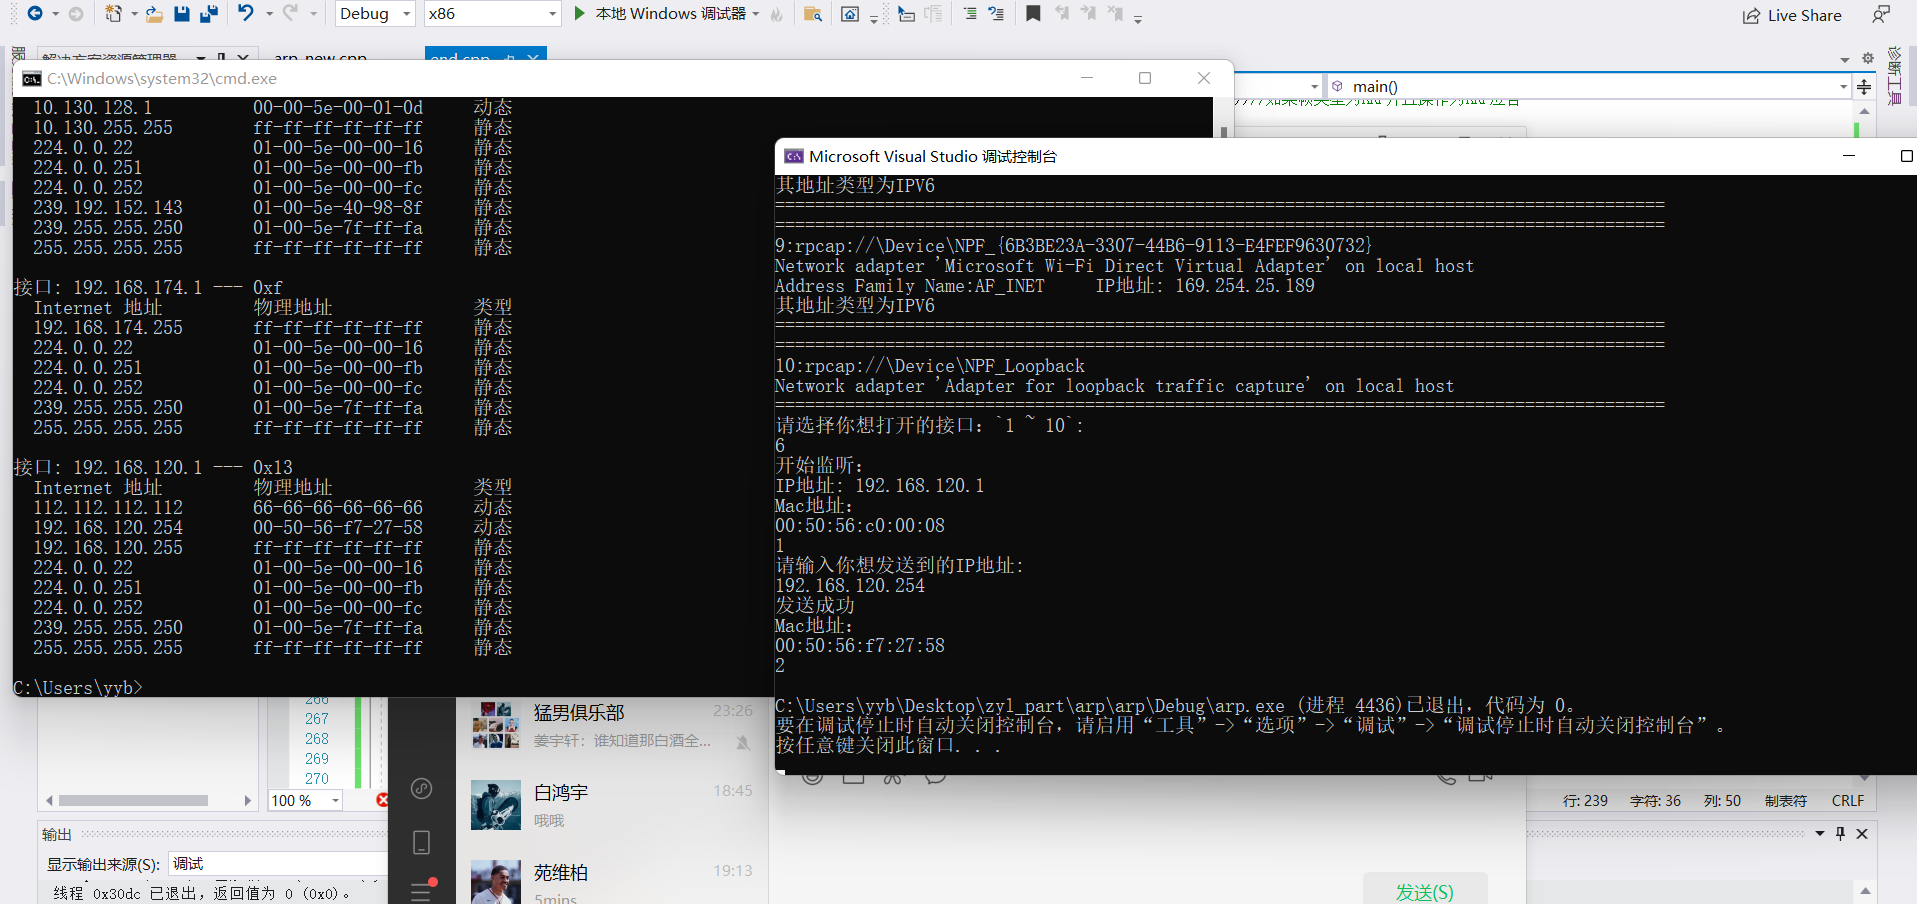 Debug
x86
本地 Windows 调试器
Live Share
解决方案资源管理器
arp_new.cpp
end.cpp
诊断工具
main()
C:\Windows\system32\cmd.exe
10.130.128.1 00-00-5e-00-01-0d 动态
10.130.255.255 ff-ff-ff-ff-ff-ff 静态
224.0.0.22 01-00-5e-00-00-16 静态
224.0.0.251 01-00-5e-00-00-fb 静态
224.0.0.252 01-00-5e-00-00-fc 静态
239.192.152.143 01-00-5e-40-98-8f 静态
239.255.255.250 01-00-5e-7f-ff-fa 静态
255.255.255.255 ff-ff-ff-ff-ff-ff 静态
接口: 192.168.174.1 --- 0xf
Internet 地址 物理地址 类型
192.168.174.255 ff-ff-ff-ff-ff-ff 静态
224.0.0.22 01-00-5e-00-00-16 静态
224.0.0.251 01-00-5e-00-00-fb 静态
224.0.0.252 01-00-5e-00-00-fc 静态
239.255.255.250 01-00-5e-7f-ff-fa 静态
255.255.255.255 ff-ff-ff-ff-ff-ff 静态
接口: 192.168.120.1 --- 0x13
Internet 地址 物理地址 类型
112.112.112.112 66-66-66-66-66-66 动态
192.168.120.254 00-50-56-f7-27-58 动态
192.168.120.255 ff-ff-ff-ff-ff-ff 静态
224.0.0.22 01-00-5e-00-00-16 静态
224.0.0.251 01-00-5e-00-00-fb 静态
224.0.0.252 01-00-5e-00-00-fc 静态
239.255.255.250 01-00-5e-7f-ff-fa 静态
255.255.255.255 ff-ff-ff-ff-ff-ff 静态
C:\Users\yyb>
Microsoft Visual Studio 调试控制台
其地址类型为IPV6
=========================================================================================
=========================================================================================
9:rpcap://\Device\NPF_{6B3BE23A-3307-44B6-9113-E4FEF9630732}
Network adapter 'Microsoft Wi-Fi Direct Virtual Adapter' on local host
Address Family Name:AF_INET IP地址: 169.254.25.189
其地址类型为IPV6
=========================================================================================
=========================================================================================
10:rpcap://\Device\NPF_Loopback
Network adapter 'Adapter for loopback traffic capture' on local host
=========================================================================================
请选择你想打开的接口: `1 ~ 10`:
6
开始监听:
IP地址: 192.168.120.1
Mac地址:
00:50:56:c0:00:08
1
请输入你想发送到的IP地址:
192.168.120.254
发送成功
Mac地址:
00:50:56:f7:27:58
2
C:\Users\yyb\Desktop\zyl_part\arp\arp\Debug\arp.exe (进程 4436)已退出，代码为 0。
要在调试停止时自动关闭控制台，请启用“工具”->“选项”->“调试”->“调试停止时自动关闭控制台”。
按任意键关闭此窗口. . .
266
267
268
269
270
100 %
猛男俱乐部 23:26
姜宇轩：谁知道那白酒全...
白鸿宇 18:45
哦哦
苑维柏 19:13
5mins
发送(S)
行: 239 字符: 36 列: 50 制表符 CRLF
输出
显示输出来源(S): 调试
线程 0x30dc 已退出，返回值为 0 (0x0)。